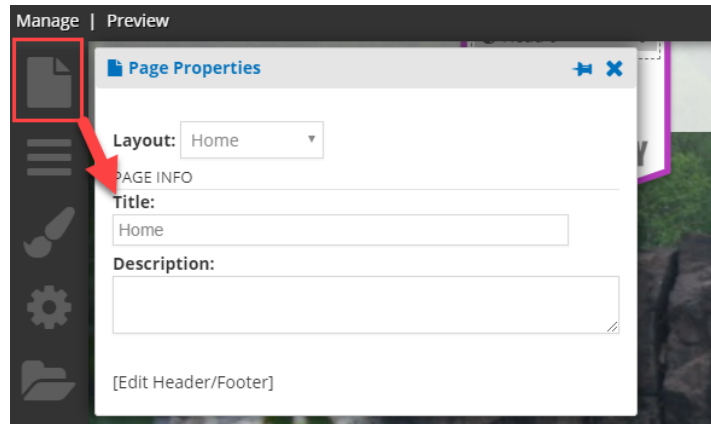 Manage | Preview
Page Properties
Layout: Home
PAGE INFO
Title:
Home
Description:
[Edit Header/Footer]